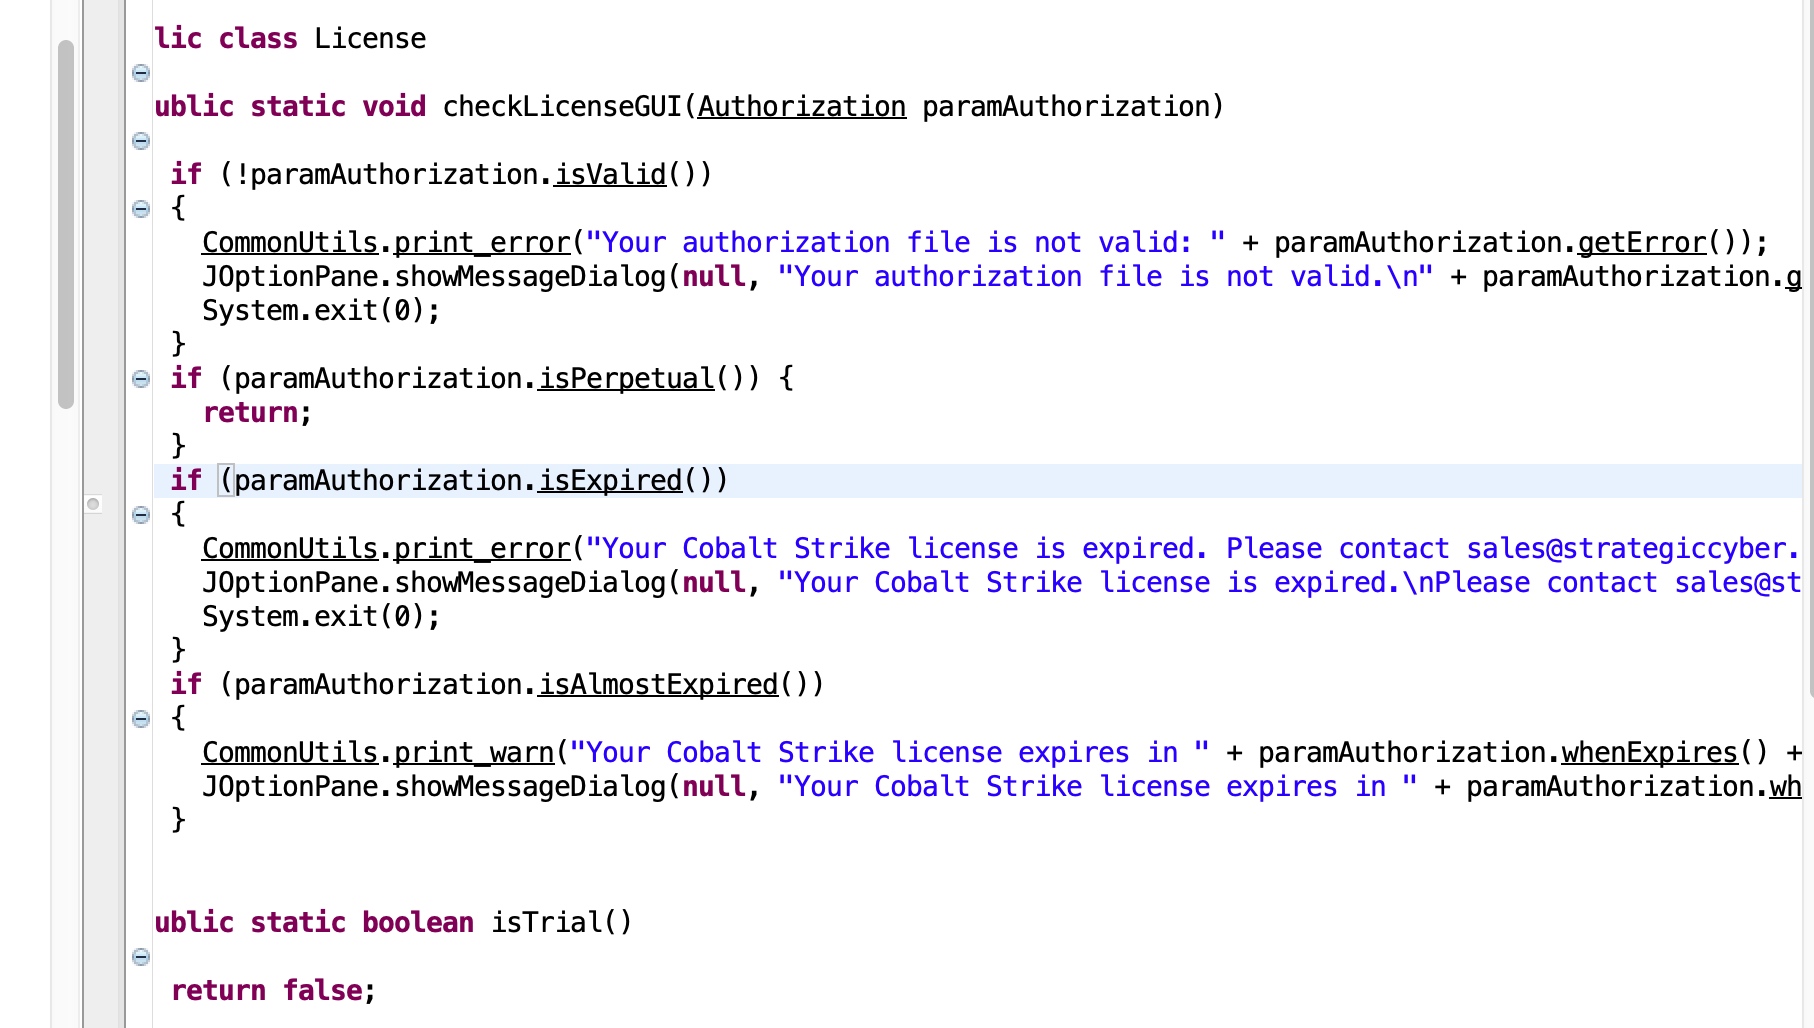 lic class License
ublic static void checkLicenseGUI(Authorization paramAuthorization)
if (!paramAuthorization.isValid())
{
CommonUtils.print_error("Your authorization file is not valid: " + paramAuthorization.getError());
JOptionPane.showMessageDialog(null, "Your authorization file is not valid.\n" + paramAuthorization.g
System.exit(0);
}
if (paramAuthorization.isPerpetual()) {
return;
}
if (paramAuthorization.isExpired())
{
CommonUtils.print_error("Your Cobalt Strike license is expired. Please contact sales@strategiccyber.
JOptionPane.showMessageDialog(null, "Your Cobalt Strike license is expired.\nPlease contact sales@st
System.exit(0);
}
if (paramAuthorization.isAlmostExpired())
{
CommonUtils.print_warn("Your Cobalt Strike license expires in " + paramAuthorization.whenExpires() +
JOptionPane.showMessageDialog(null, "Your Cobalt Strike license expires in " + paramAuthorization.wh
}
ublic static boolean isTrial()
return false;